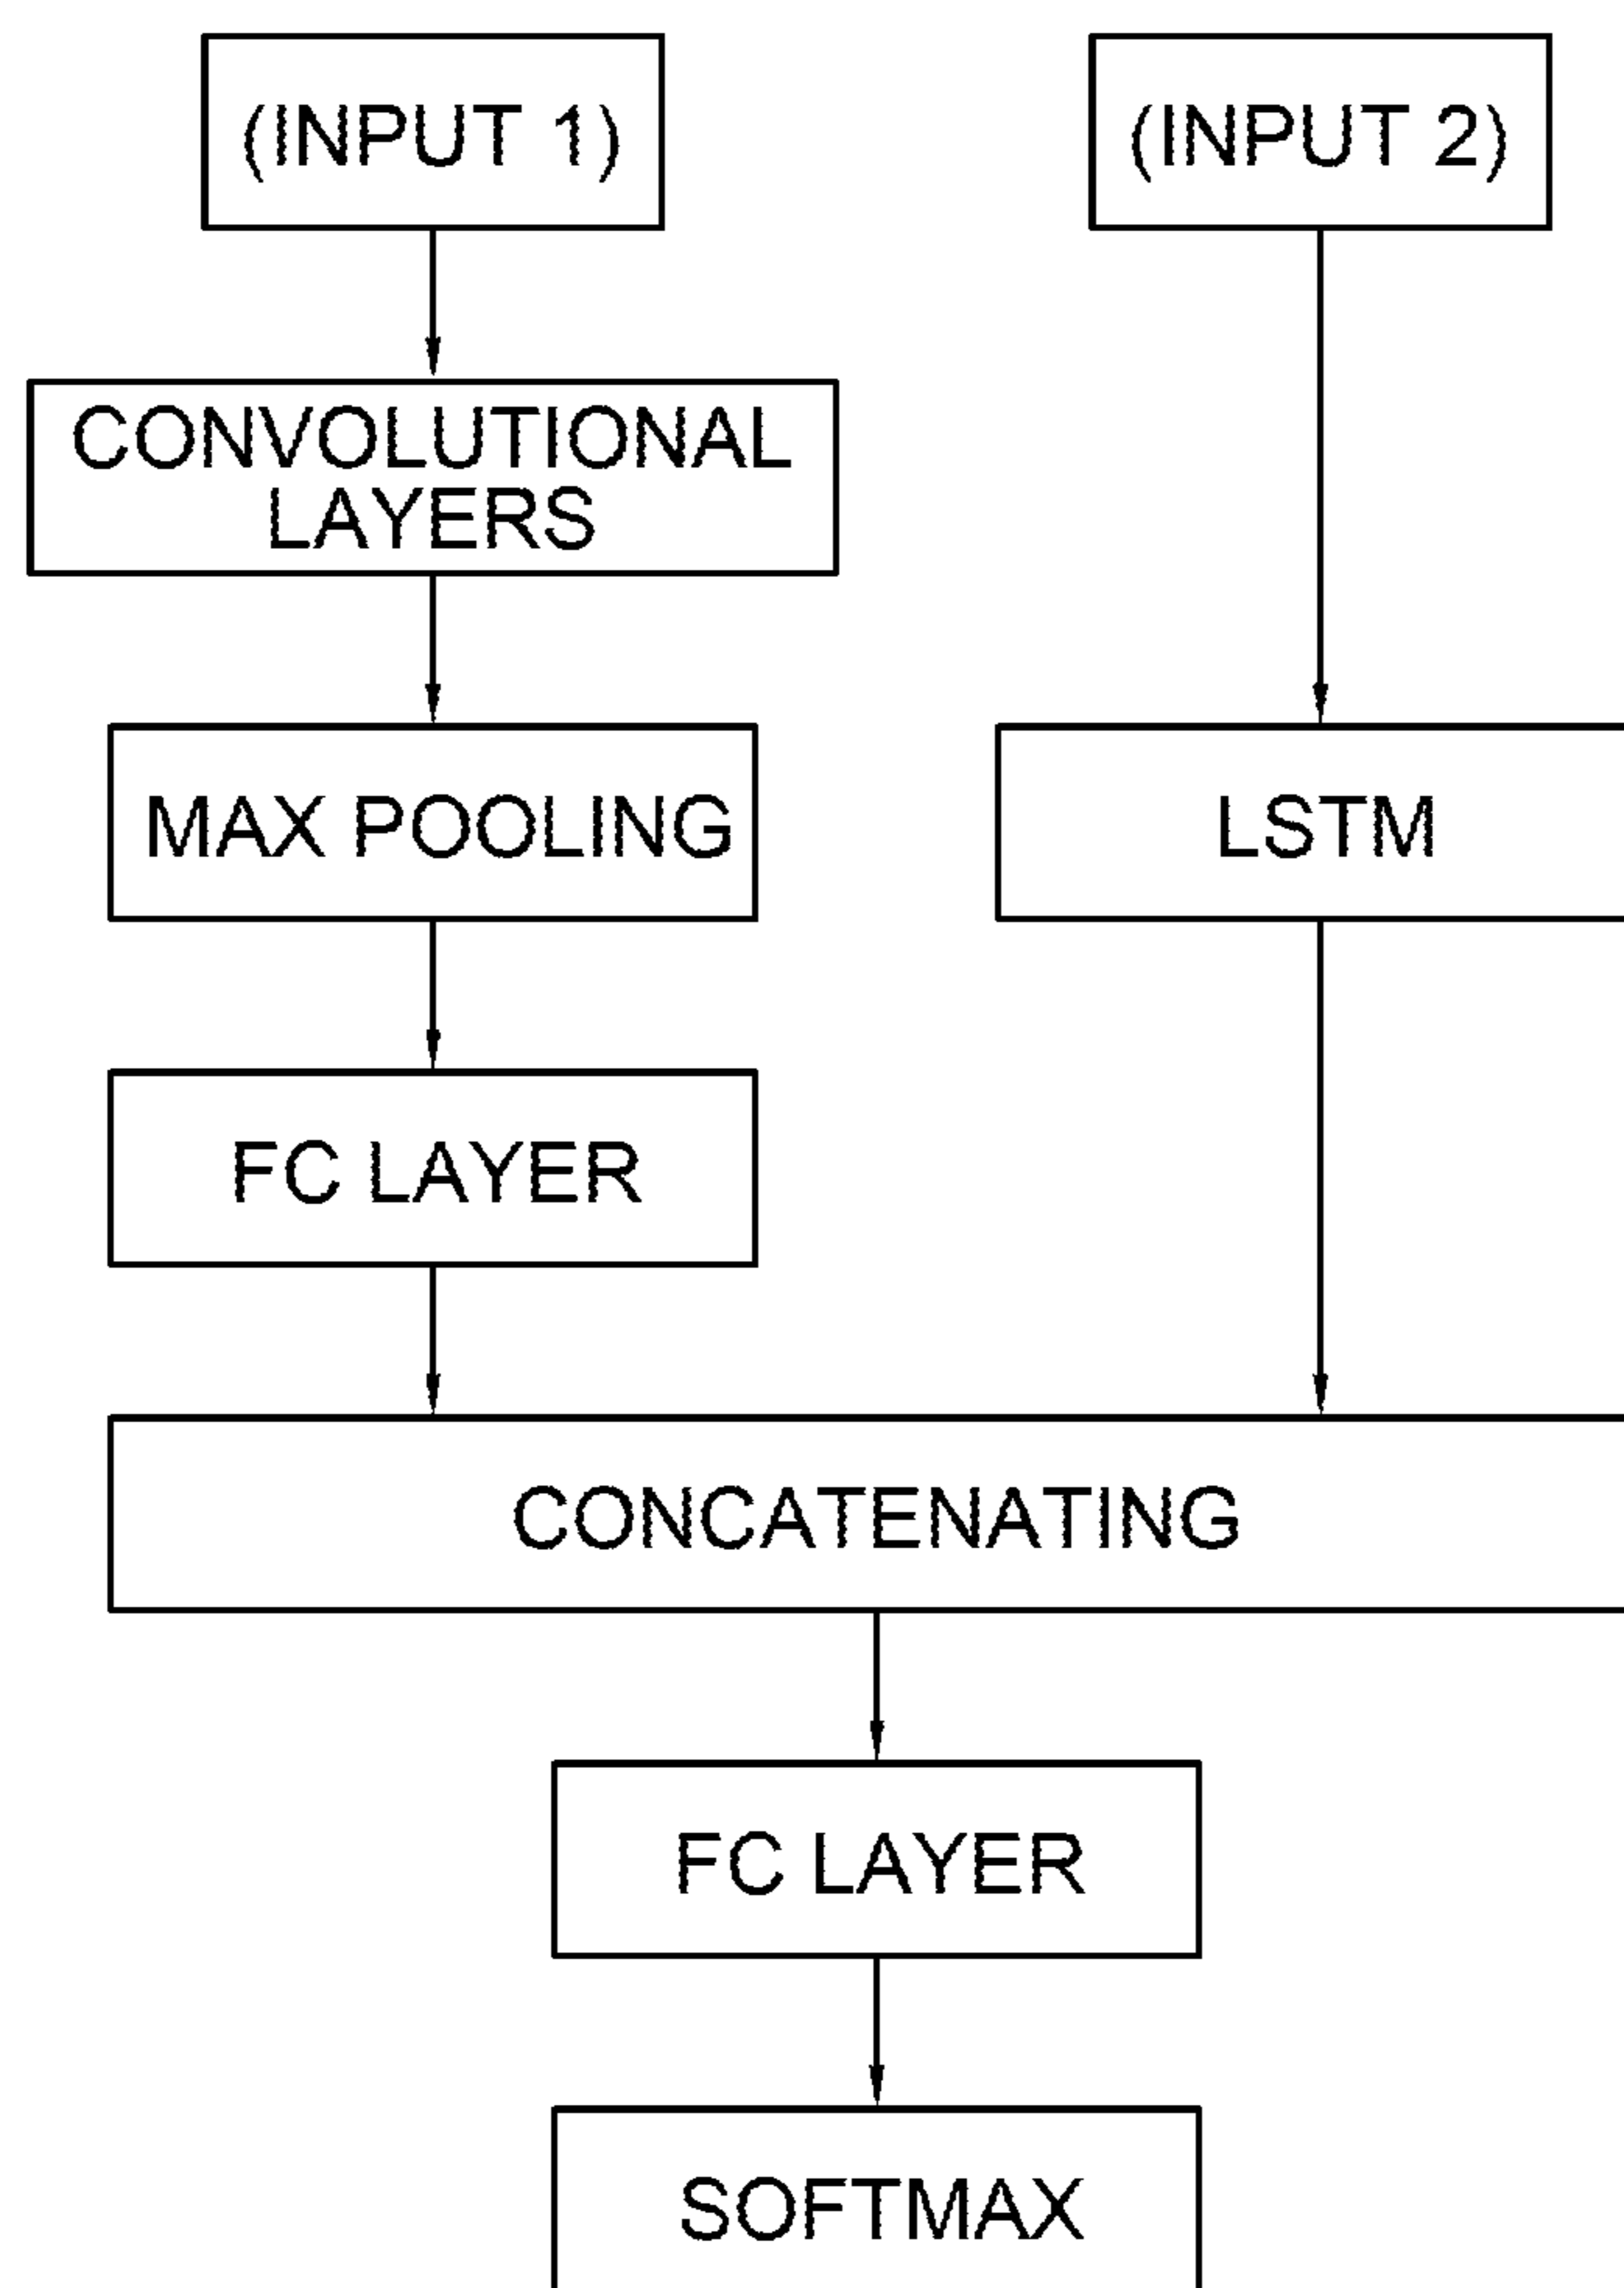 (INPUT 1)
(INPUT 2)
CONVOLUTIONAL
LAYERS
MAX POOLING
LSTM
FC LAYER
CONCATENATING
FC LAYER
SOFTMAX